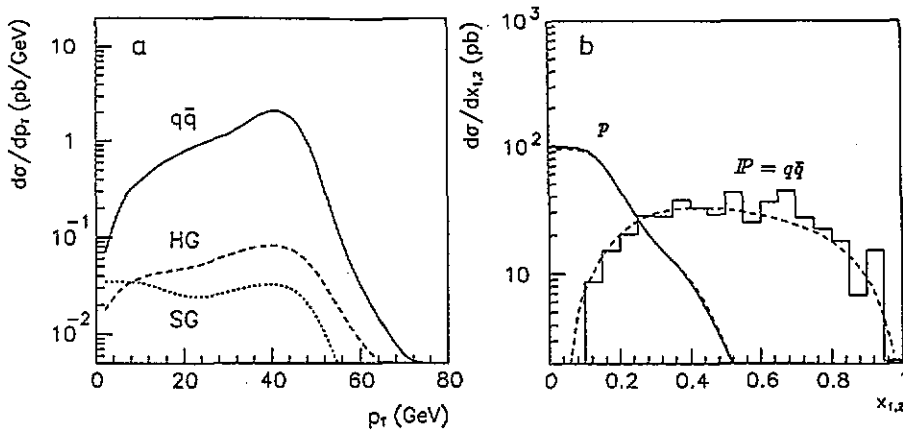 a
dσ/dp_T (pb/GeV)
10
1
10^-1
10^-2
qq̄
HG
SG
0
20
40
60
80
p_T (GeV)
b
dσ/dx_1,2 (pb)
10^3
10^2
10
p
ℙ = qq̄
0
0.2
0.4
0.6
0.8
1
x_1,2